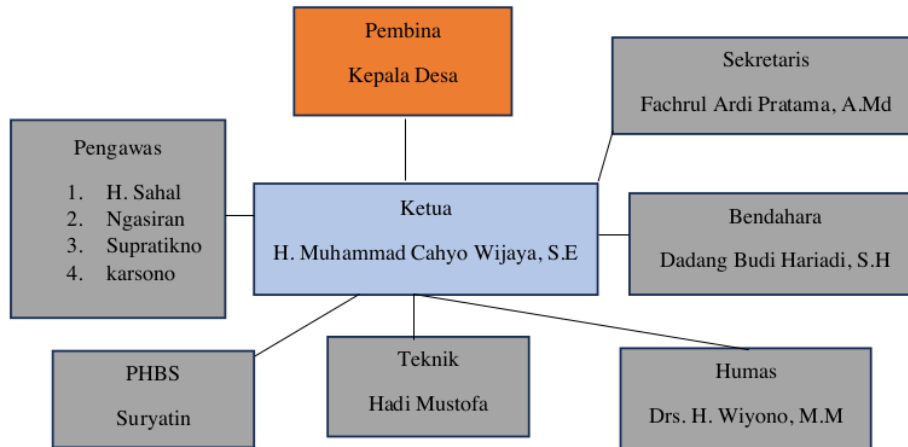 Pembina
Kepala Desa
Sekretaris
Fachrul Ardi Pratama, A.Md
Pengawas
1. H. Sahal
2. Ngasiran
3. Supratikno
4. karsono
Ketua
H. Muhammad Cahyo Wijaya, S.E
Bendahara
Dadang Budi Hariadi, S.H
PHBS
Suryatin
Teknik
Hadi Mustofa
Humas
Drs. H. Wiyono, M.M